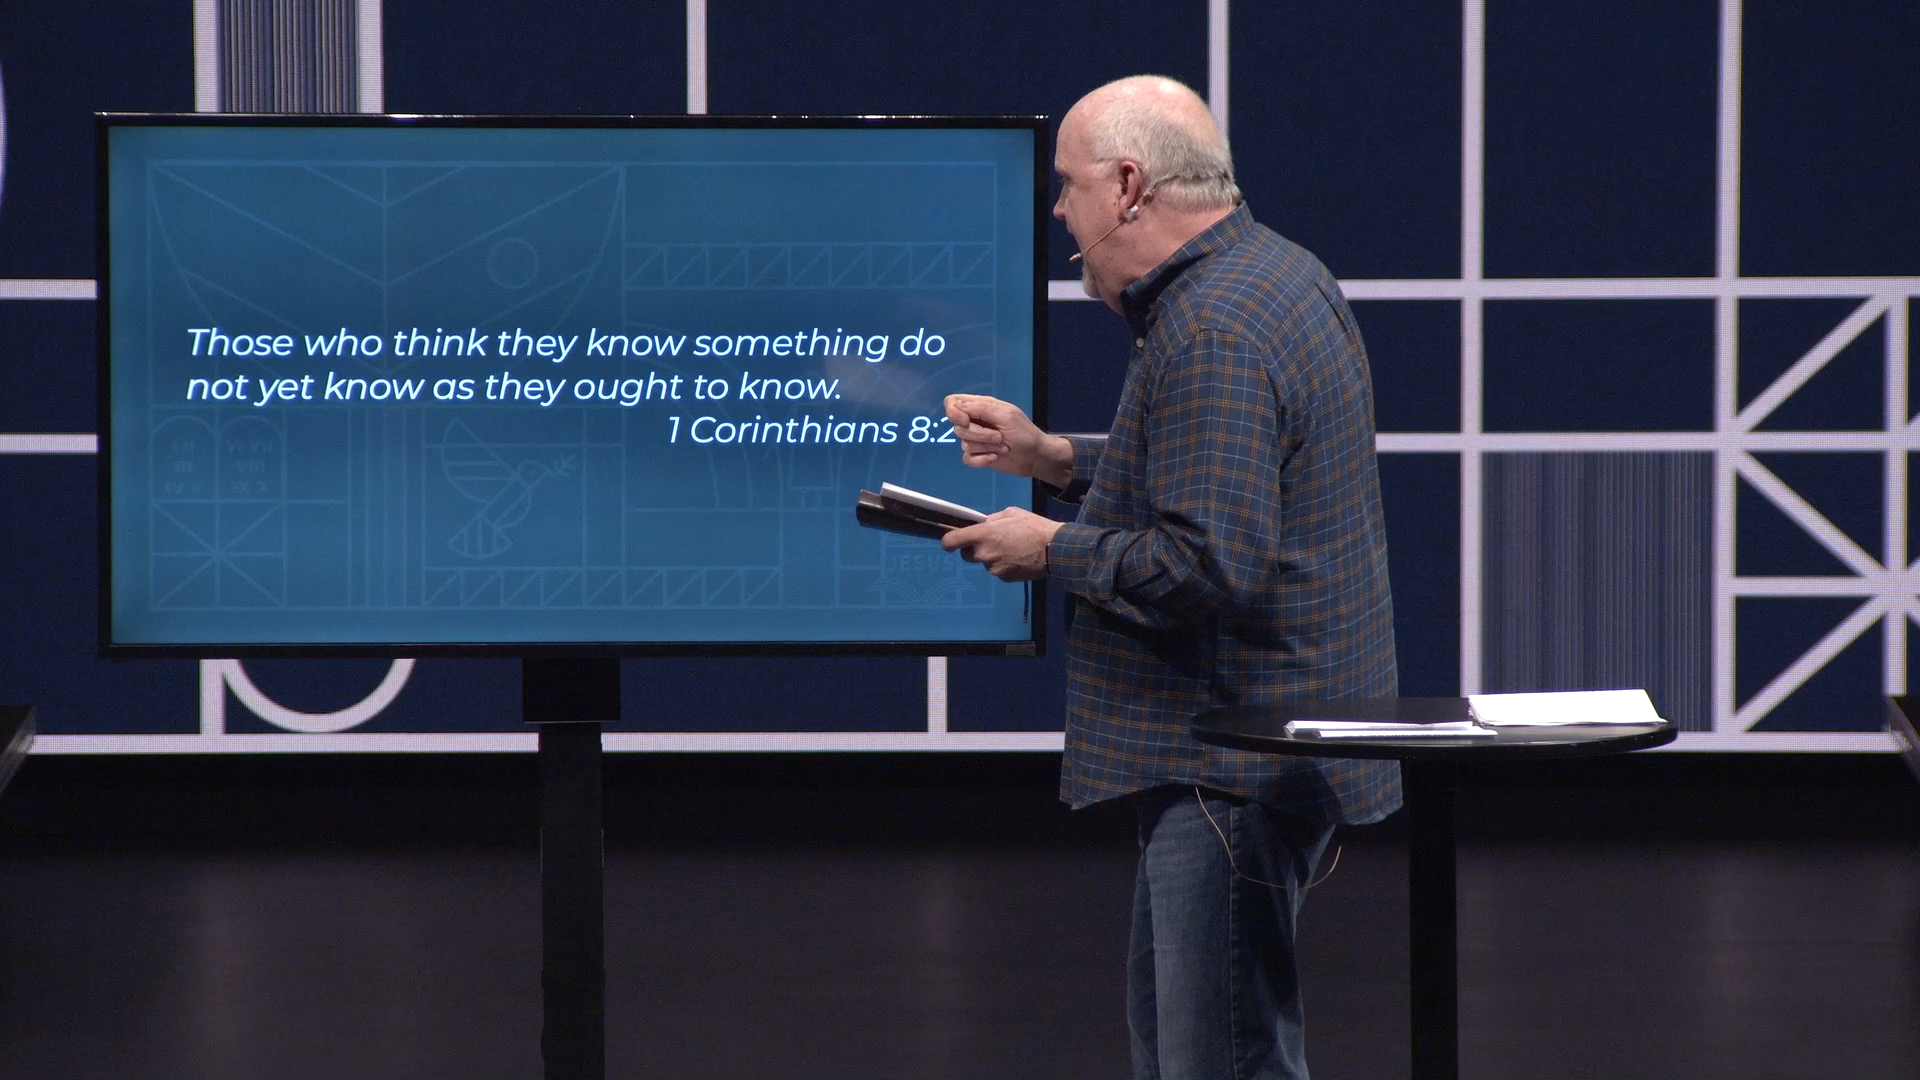 Those who think they know something do
not yet know as they ought to know.
1 Corinthians 8:2
JESUS